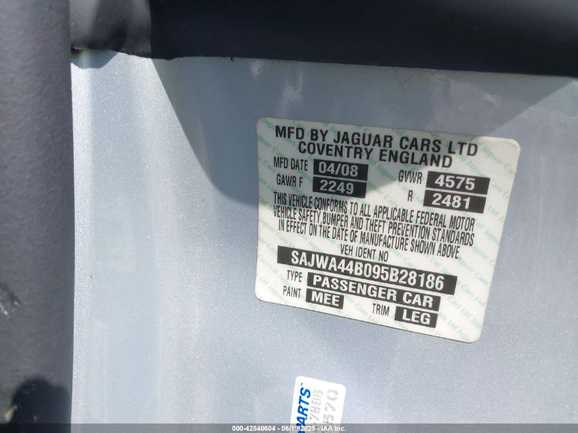 MFD BY JAGUAR CARS LTD
COVENTRY ENGLAND
MFD DATE 04/08 GVWR 4575
GAWR F 2249 R 2481
THIS VEHICLE CONFORMS TO ALL APPLICABLE FEDERAL MOTOR
VEHICLE SAFETY BUMPER AND THEFT PREVENTION STANDARDS
IN EFFECT ON THE DATE OF MANUFACTURE SHOWN ABOVE.
VEH IDENT NO
SAJWA44B095B28186
TYPE PASSENGER CAR
PAINT MEE TRIM LEG
PARTS
000-42540604 - 06/
2025 - IAA Inc.